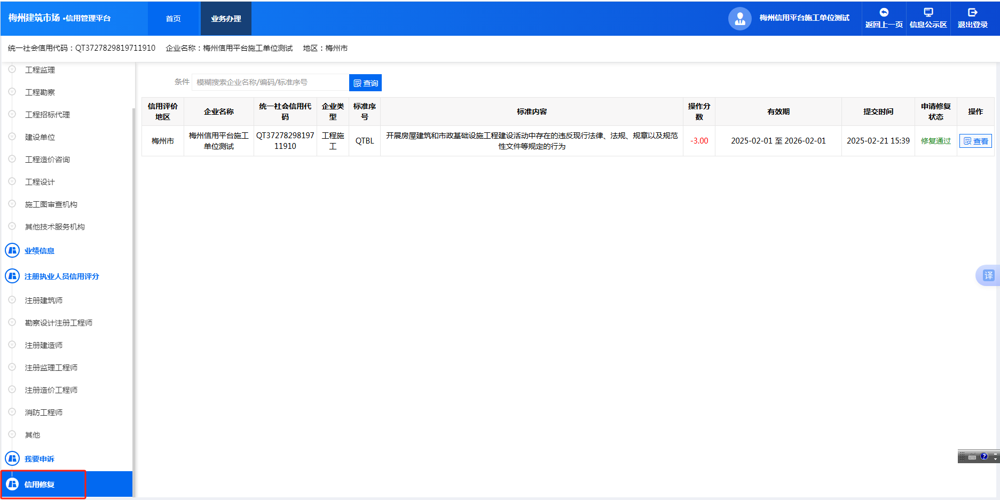 梅州建筑市场·信用管理平台
首页
业务办理
梅州信用平台施工单位测试
返回上一页
信息公示区
退出登录
统一社会信用代码：QT3727829819711910 企业名称：梅州信用平台施工单位测试 地区：梅州市
工程监理
工程勘察
工程招标代理
建设单位
工程造价咨询
工程设计
施工图审查机构
其他技术服务机构
业绩信息
注册执业人员信用评分
注册建筑师
勘察设计注册工程师
注册建造师
注册监理工程师
注册造价工程师
消防工程师
其他
我要申诉
信用修复
条件 模糊搜索企业名称/编码/标准序号 查询
信用评价
地区
企业名称
统一社会信用代
码
企业类
型
标准序
号
标准内容
操作分
数
有效期
提交时间
申请修复
状态
操作
梅州市
梅州信用平台施工
单位测试
QT37278298197
11910
工程施
工
QTBL
开展房屋建筑和市政基础设施工程建设活动中存在的违反现行法律、法规、规章以及规范
性文件等规定的行为
-3.00
2025-02-01 至 2026-02-01
2025-02-21 15:39
修复通过
查看
译